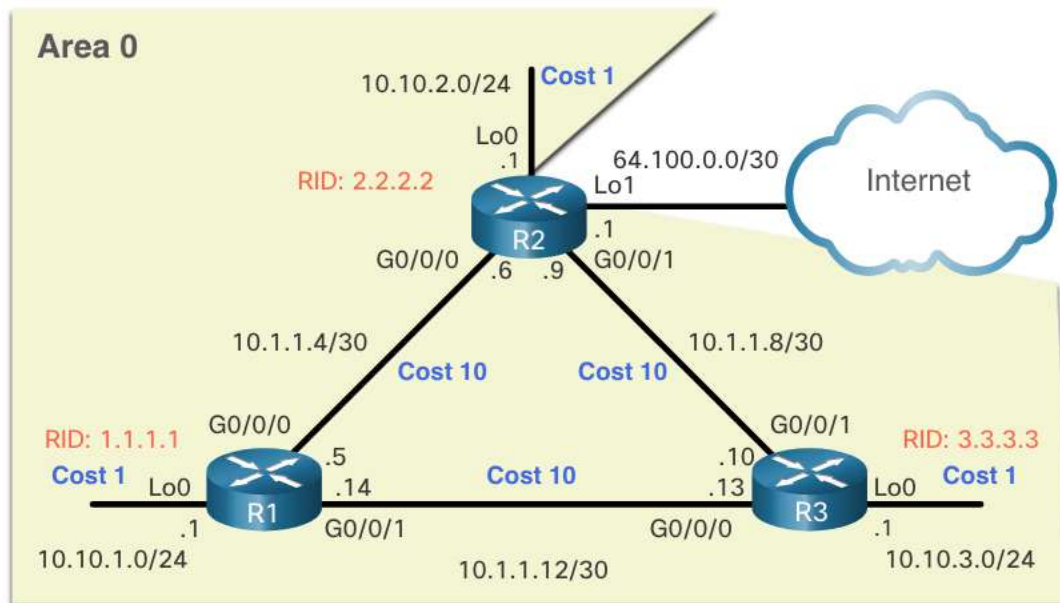 Area 0
10.10.2.0/24
Cost 1
Lo0
.1
64.100.0.0/30
Internet
RID: 2.2.2.2
Lo1
.1
R2
G0/0/0
.6
.9
G0/0/1
10.1.1.4/30
10.1.1.8/30
Cost 10
Cost 10
G0/0/0
G0/0/1
RID: 1.1.1.1
RID: 3.3.3.3
Cost 1
.5
Cost 10
.10
Cost 1
Lo0
.14
.13
Lo0
R1
R3
.1
G0/0/1
G0/0/0
.1
10.10.1.0/24
10.1.1.12/30
10.10.3.0/24